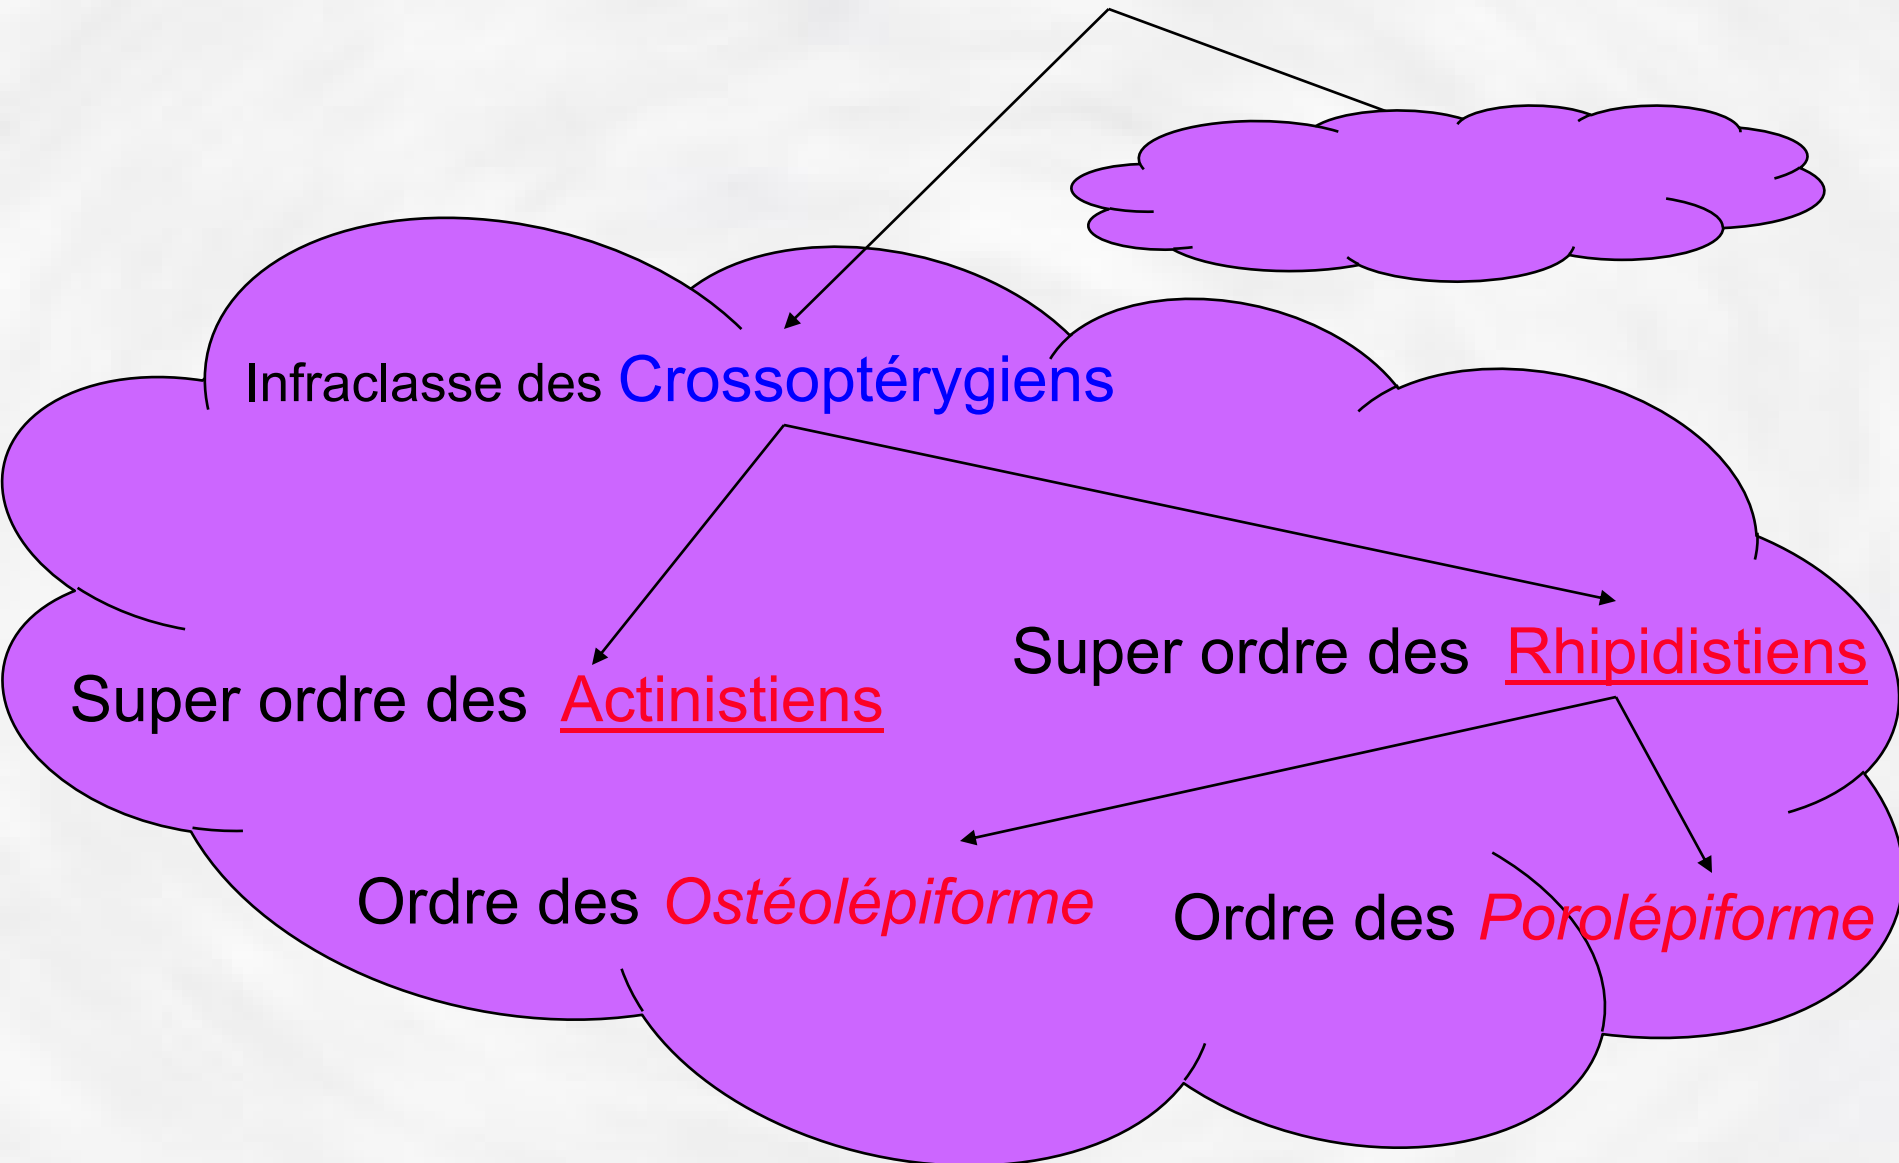 Infraclasse des Crossoptérygiens
Super ordre des Rhipidistiens
Super ordre des Actinistiens
Ordre des Ostéolépiforme
Ordre des Porolépiforme